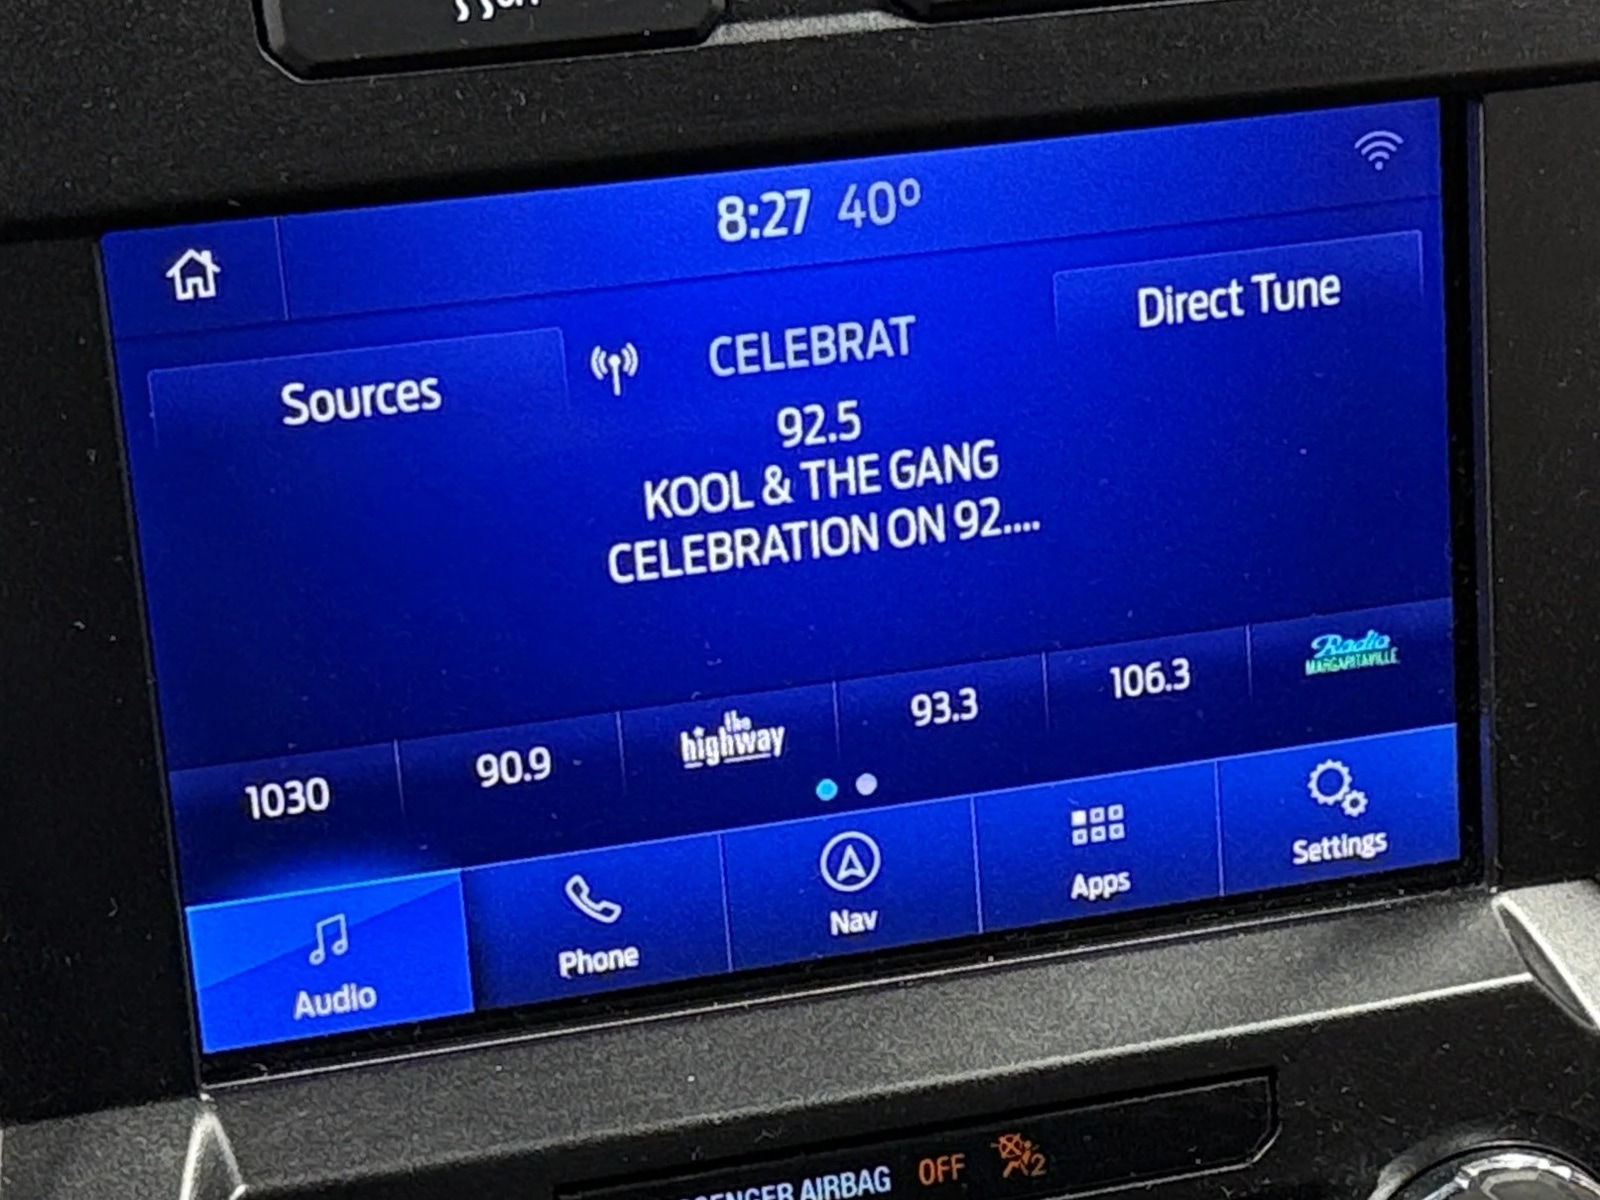 8:27 40°
Direct Tune
Sources
CELEBRAT
92.5
KOOL & THE GANG
CELEBRATION ON 92....
1030
90.9
the highway
93.3
106.3
Radio
MARGARITAVILLE
Audio
Phone
Nav
Apps
Settings
AIRBAG OFF 2